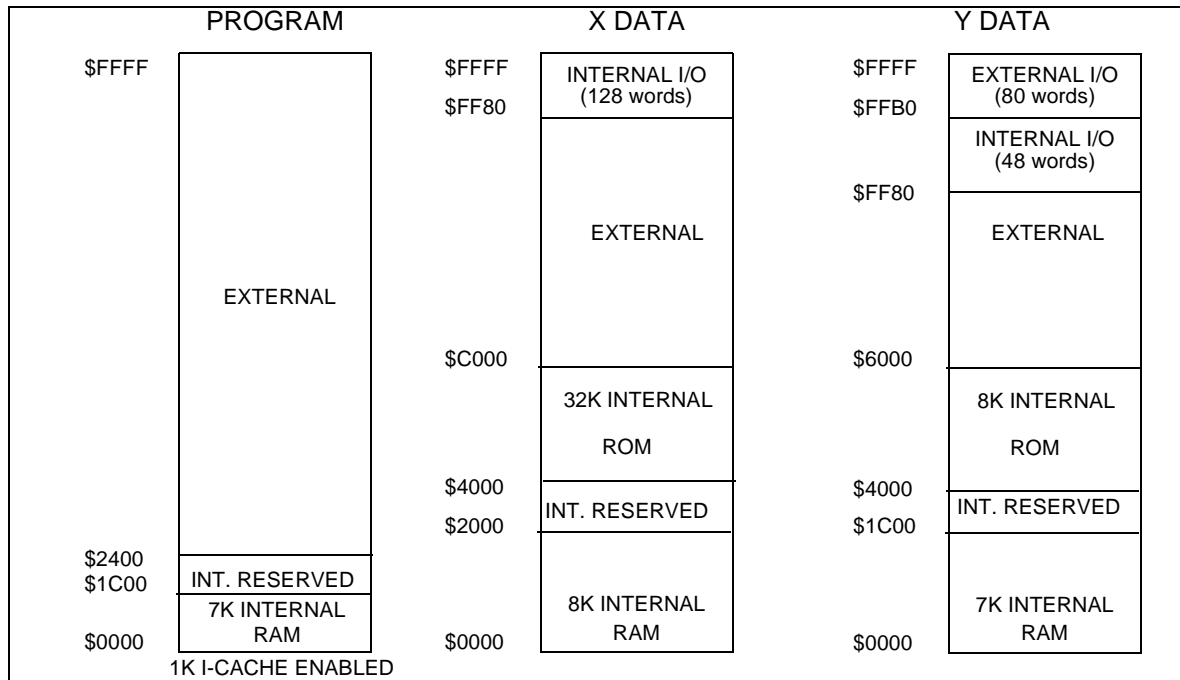 PROGRAM
$FFFF
EXTERNAL
$2400
$1C00
INT. RESERVED
7K INTERNAL
RAM
$0000
1K I-CACHE ENABLED
X DATA
$FFFF
INTERNAL I/O
(128 words)
$FF80
EXTERNAL
$C000
32K INTERNAL
ROM
$4000
INT. RESERVED
$2000
8K INTERNAL
RAM
$0000
Y DATA
$FFFF
EXTERNAL I/O
(80 words)
$FFB0
INTERNAL I/O
(48 words)
$FF80
EXTERNAL
$6000
8K INTERNAL
ROM
$4000
INT. RESERVED
$1C00
7K INTERNAL
RAM
$0000